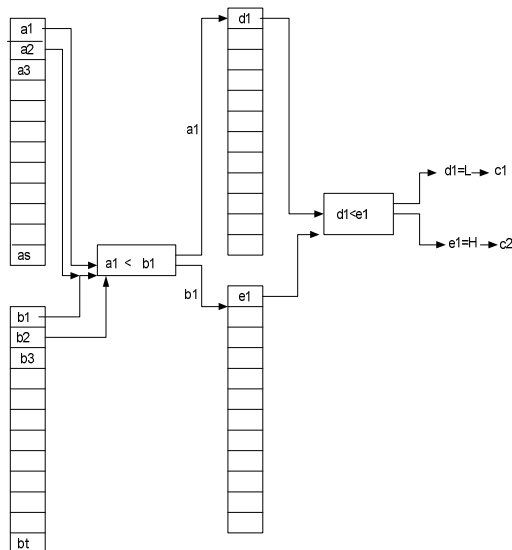 a1
a2
a3
as
b1
b2
b3
bt
a1 < b1
a1
b1
d1
e1
d1<e1
d1=L
c1
e1=H
c2